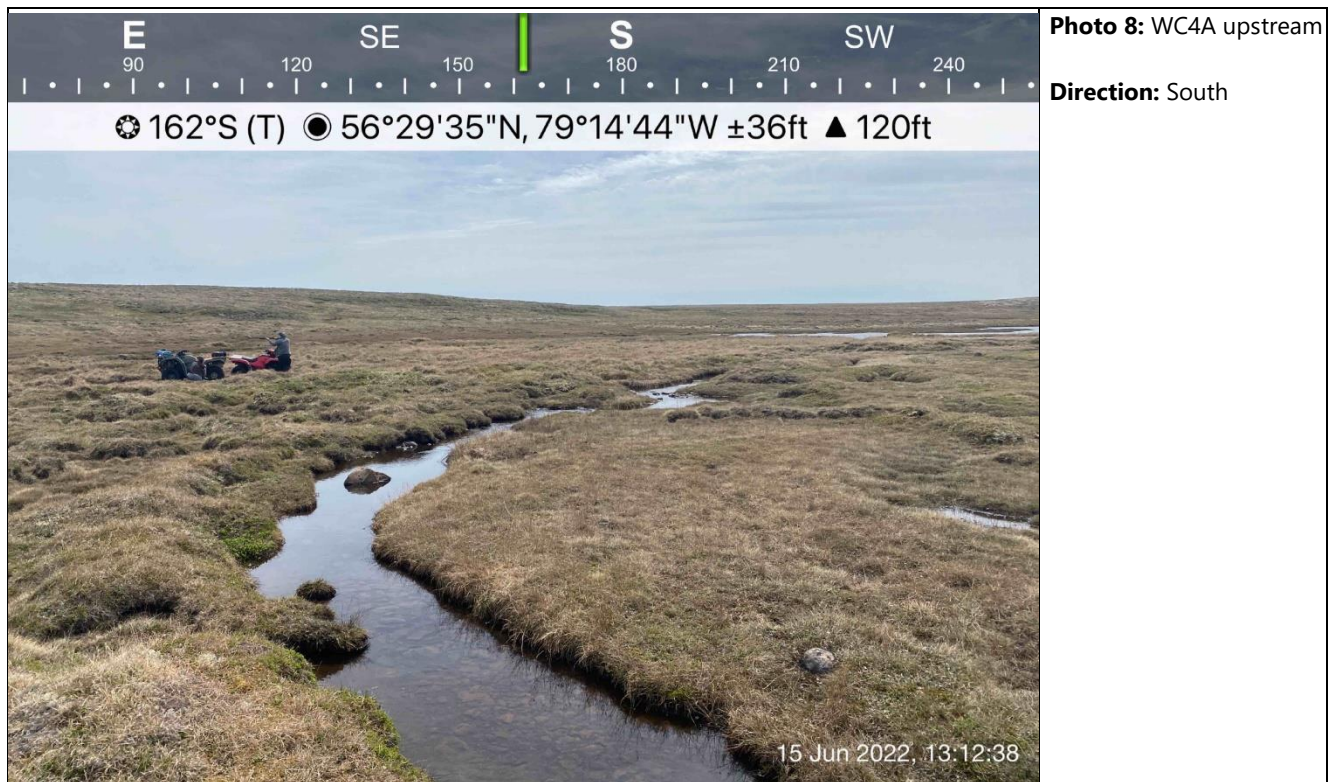 E SE S SW
90 120 150 180 210 240
162°S (T) 56°29'35"N, 79°14'44"W ±36ft ▲ 120ft
15 Jun 2022, 13:12:38
Photo 8: WC4A upstream
Direction: South